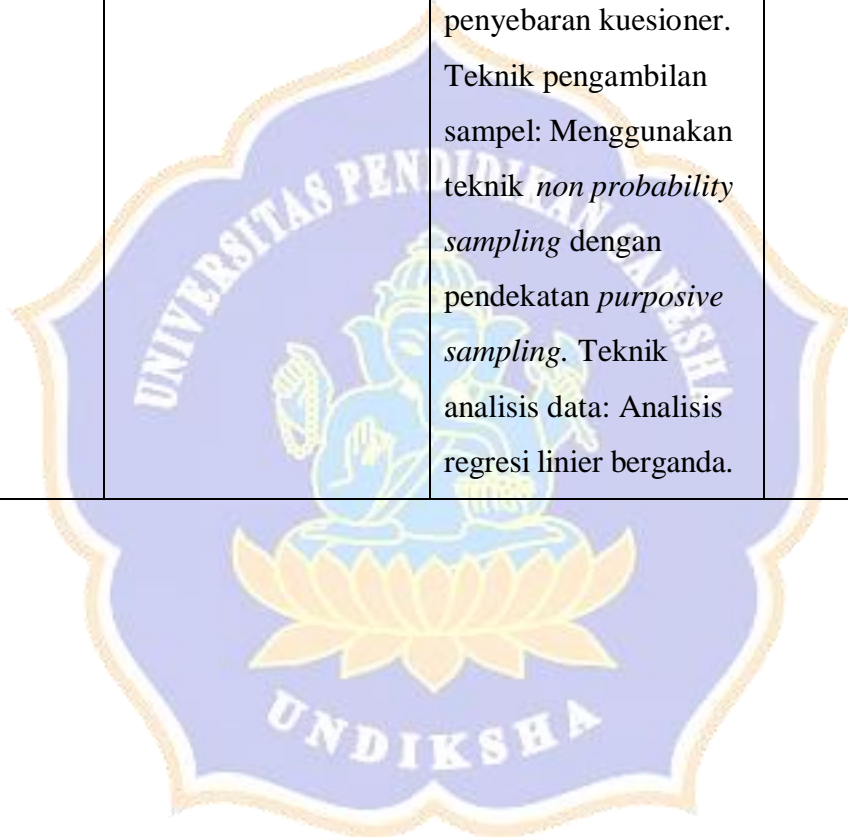 penyebaran kuesioner.
Teknik pengambilan
sampel: Menggunakan
teknik non probability
sampling dengan
pendekatan purposive
sampling. Teknik
analisis data: Analisis
regresi linier berganda.
UNIVERSITAS PENDIDIKAN GANESHA
UNDIKSHA